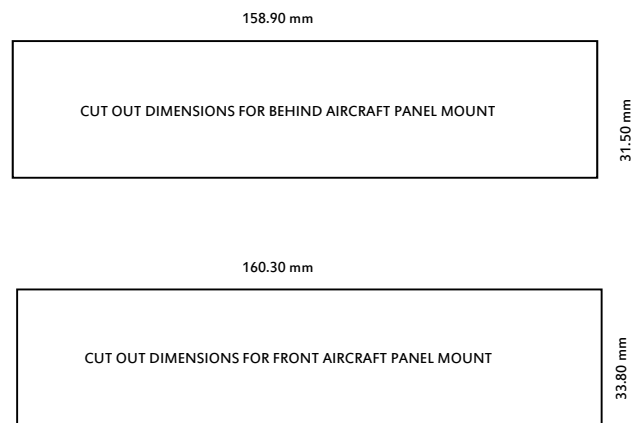 158.90 mm
CUT OUT DIMENSIONS FOR BEHIND AIRCRAFT PANEL MOUNT
31.50 mm
160.30 mm
CUT OUT DIMENSIONS FOR FRONT AIRCRAFT PANEL MOUNT
33.80 mm